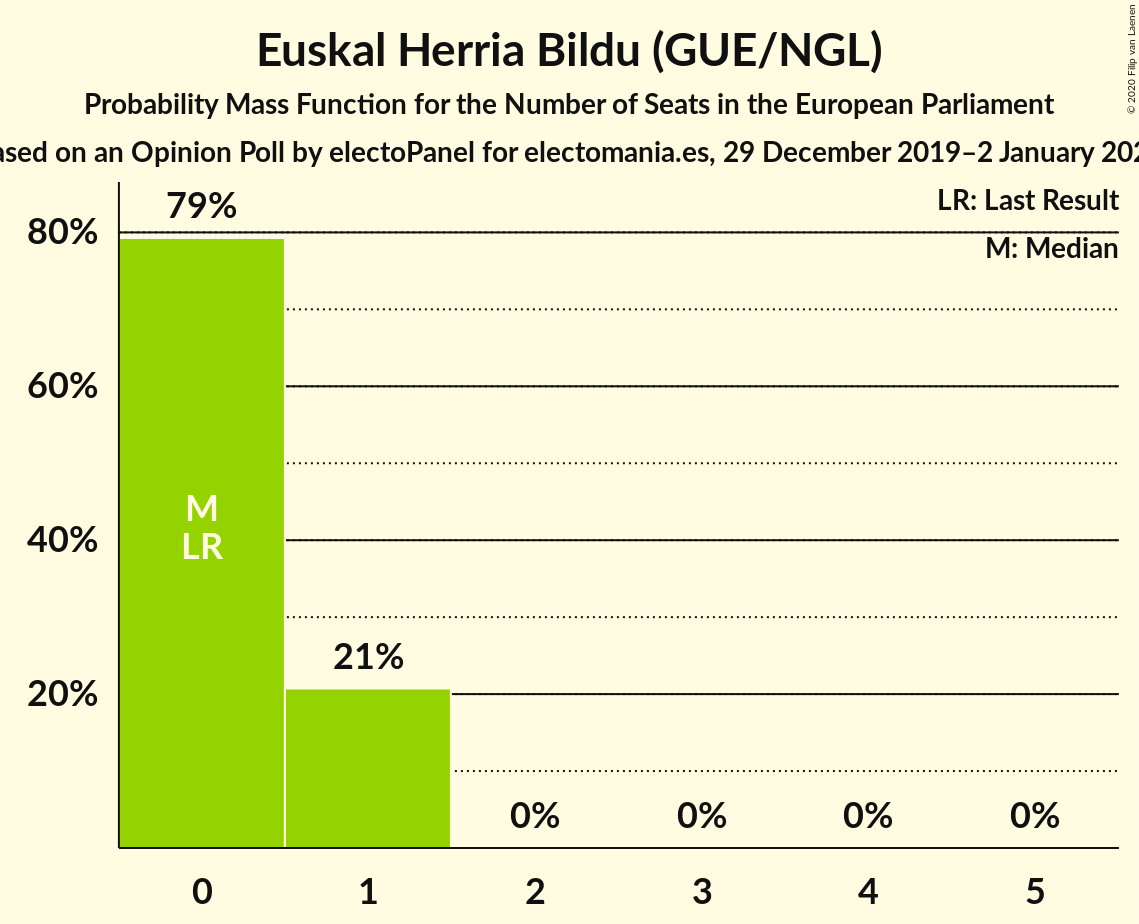 Euskal Herria Bildu (GUE/NGL)
Probability Mass Function for the Number of Seats in the European Parliament
on an Opinion Poll by electoPanel for electomania.es, 29 December 2019–2 January
© 2020 Filip van Laenen
LR: Last Result
M: Median
79%
80%
60%
M
40%
LR
21%
20%
0% 0% 0% 0%
0 1 2 3 4 5